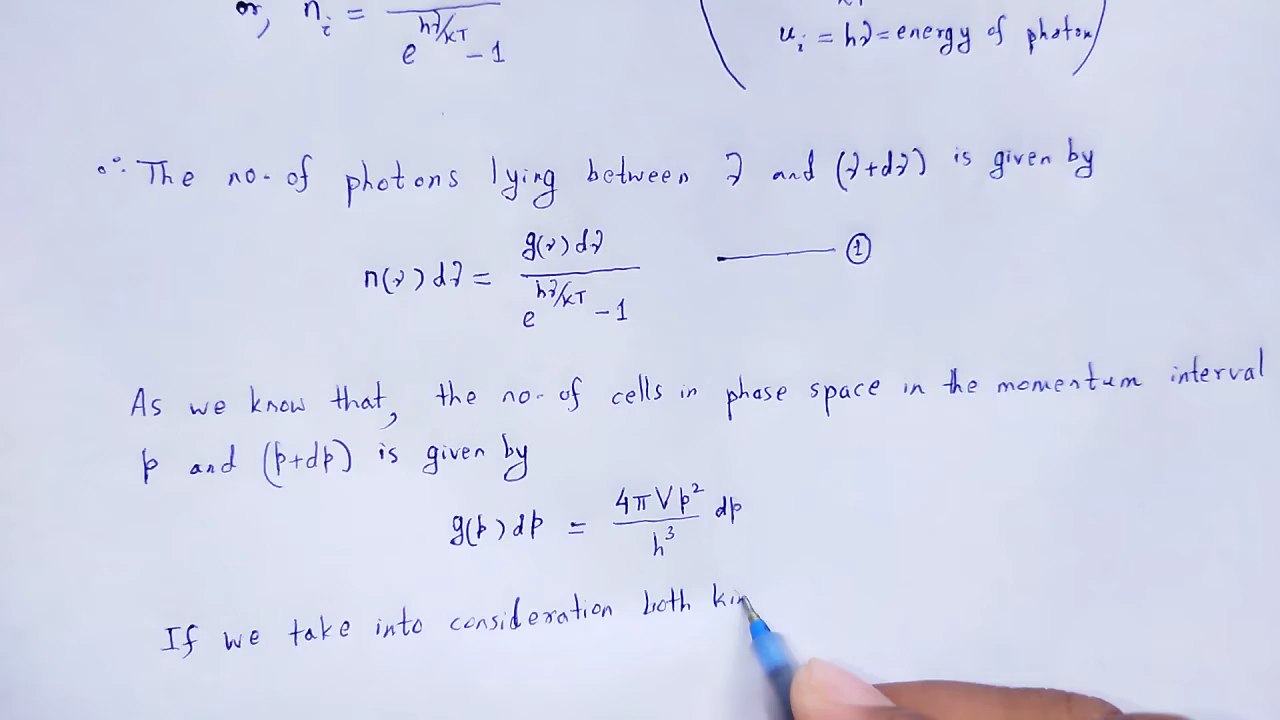 or, nᵢ =
e^(hν/KT) - 1
uᵢ = hν = energy of photon
∴ The no. of photons lying between ν and (ν+dν) is given by
n(ν) dν = g(ν) dν / (e^(hν/KT) - 1) ——— ①
As we know that, the no. of cells in phase space in the momentum interval
p and (p+dp) is given by
g(p) dp = 4πVp²/h³ dp
If we take into consideration both kin